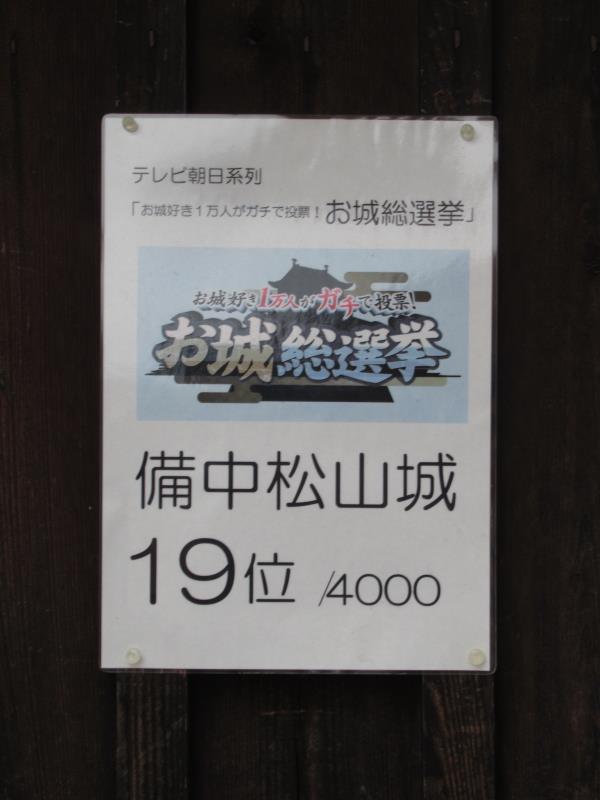 テレビ朝日系列
「お城好き1万人がガチで投票！お城総選挙」
お城好き1万人がガチで投票！
お城総選挙
備中松山城
19位 /4000